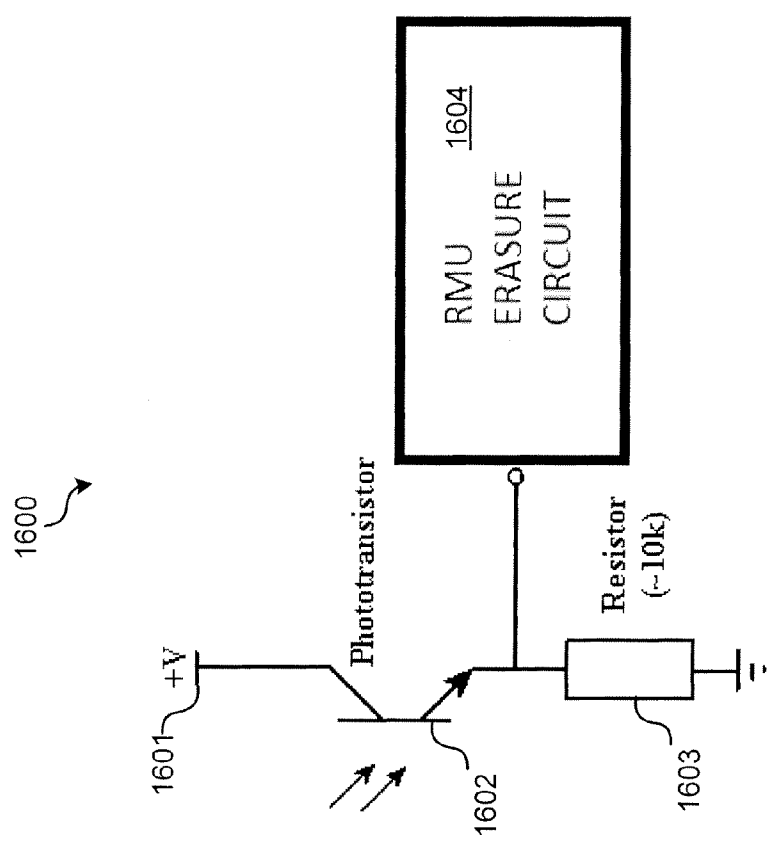 1600
1601
+V
Phototransistor
1602
Resistor
(~10k)
1603
RMU
ERASURE
CIRCUIT
1604